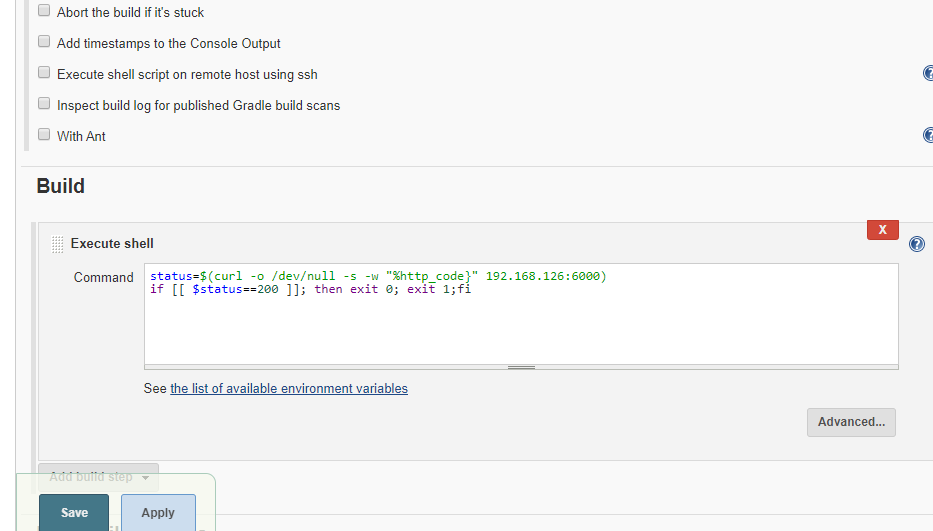 Abort the build if it's stuck
Add timestamps to the Console Output
Execute shell script on remote host using ssh
Inspect build log for published Gradle build scans
With Ant
Build
X
Execute shell
Command
status=$(curl -o /dev/null -s -w "%http_code}" 192.168.126:6000)
if [[ $status==200 ]]; then exit 0; exit 1;fi
See the list of available environment variables
Advanced...
Add build step
Save
Apply